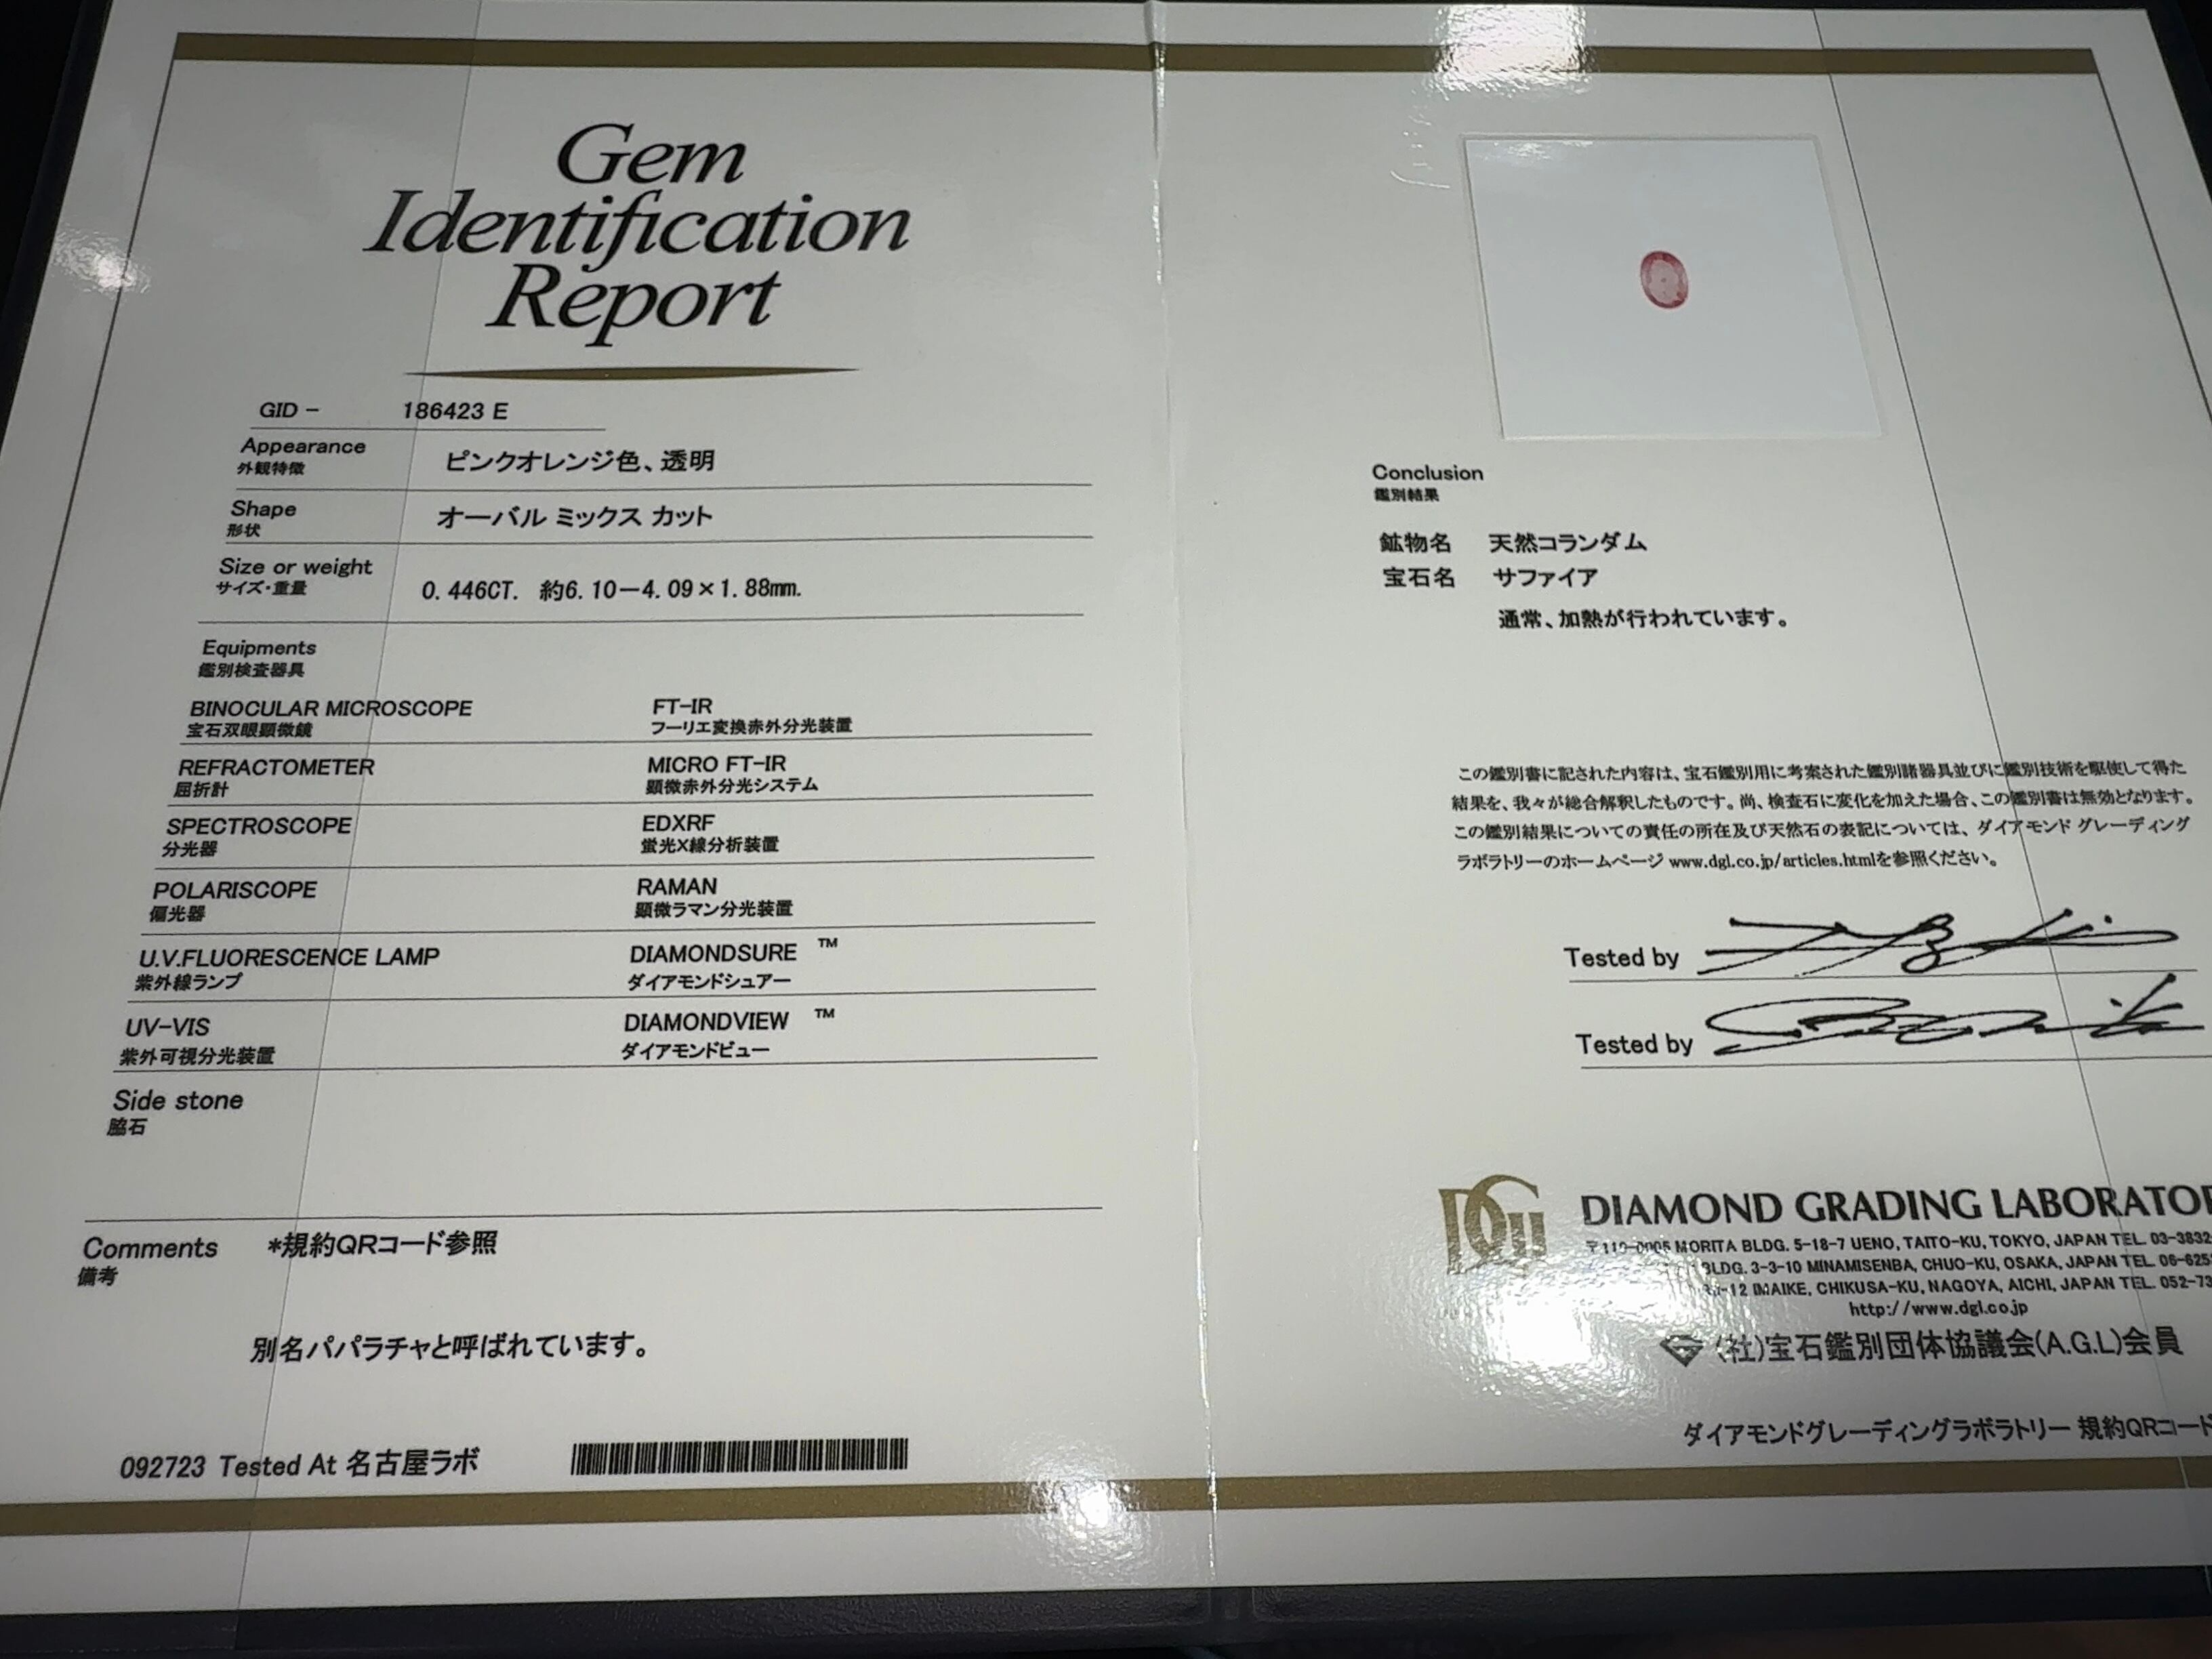 Gem
Identification
Report
GID - 186423 E
Appearance
外観特徴
ピンクオレンジ色、透明
Shape
形状
オーバル ミックス カット
Size or weight
サイズ・重量
0.446CT. 約6.10－4.09×1.88mm.
Equipments
鑑別検査器具
BINOCULAR MICROSCOPE
宝石双眼顕微鏡
FT-IR
フーリエ変換赤外分光装置
REFRACTOMETER
屈折計
MICRO FT-IR
顕微赤外分光システム
SPECTROSCOPE
分光器
EDXRF
蛍光X線分析装置
POLARISCOPE
偏光器
RAMAN
顕微ラマン分光装置
U.V.FLUORESCENCE LAMP
紫外線ランプ
DIAMONDSURE ™
ダイアモンドシュアー
UV-VIS
紫外可視分光装置
DIAMONDVIEW ™
ダイアモンドビュー
Side stone
脇石
Comments *規約QRコード参照
備考
別名パパラチャと呼ばれています。
092723 Tested At 名古屋ラボ
Conclusion
鑑別結果
鉱物名 天然コランダム
宝石名 サファイア
通常、加熱が行われています。
この鑑別書に記された内容は、宝石鑑別用に考案された鑑別諸器具並びに鑑別技術を駆使して得た
結果を、我々が総合解釈したものです。尚、検査石に変化を加えた場合、この鑑別書は無効となります。
この鑑別結果についての責任の所在及び天然石の表記については、ダイアモンド グレーディング
ラボラトリーのホームページ www.dgl.co.jp/articles.htmlを参照ください。
Tested by
Tested by
DIAMOND GRADING LABORATO
〒110-0005 MORITA BLDG. 5-18-7 UENO, TAITO-KU, TOKYO, JAPAN TEL. 03-3832
BLDG. 3-3-10 MINAMISENBA, CHUO-KU, OSAKA, JAPAN TEL. 06-625
-12 IMAIKE, CHIKUSA-KU, NAGOYA, AICHI, JAPAN TEL. 052-73
http://www.dgl.co.jp
(社)宝石鑑別団体協議会(A.G.L)会員
ダイアモンドグレーディングラボラトリー 規約QRコード